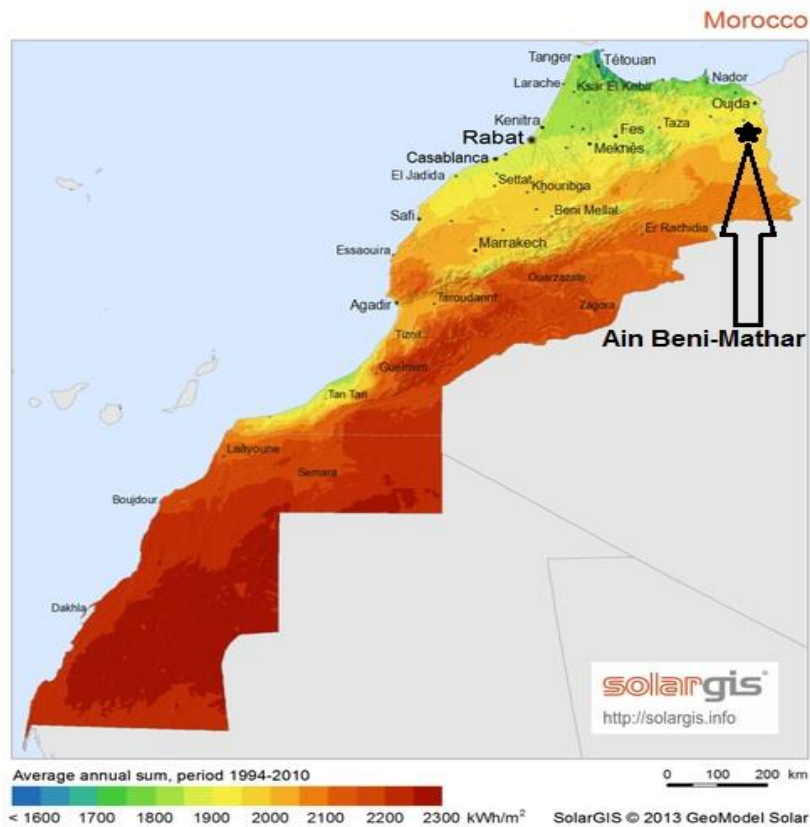 Morocco
Tanger
Tétouan
Larache
Ksar El Kebir
Nador
Oujda
Kenitra
Fes
Taza
Rabat
Meknès
Casablanca
El Jadida
Settat
Khouribga
Safi
Beni Mellal
Er Rachidia
Marrakech
Essaouira
Ouarzazate
Agadir
Taroudannt
Zagora
Ain Beni-Mathar
Tiznit
Guelmim
Tan Tan
Laâyoune
Semara
Boujdour
Dakhla
solargis
http://solargis.info
Average annual sum, period 1994-2010
0 100 200 km
< 1600 1700 1800 1900 2000 2100 2200 2300 kWh/m²
SolarGIS © 2013 GeoModel Solar